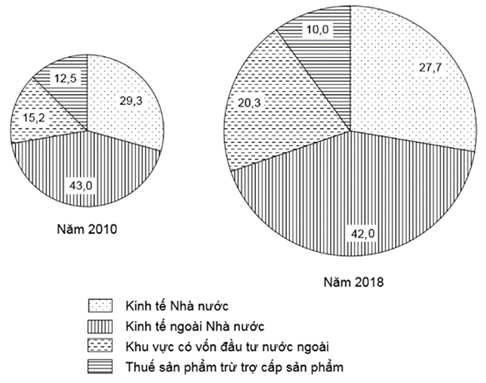 12,5
29,3
15,2
43,0
Năm 2010
10,0
27,7
20,3
42,0
Năm 2018
Kinh tế Nhà nước
Kinh tế ngoài Nhà nước
Khu vực có vốn đầu tư nước ngoài
Thuế sản phẩm trừ trợ cấp sản phẩm